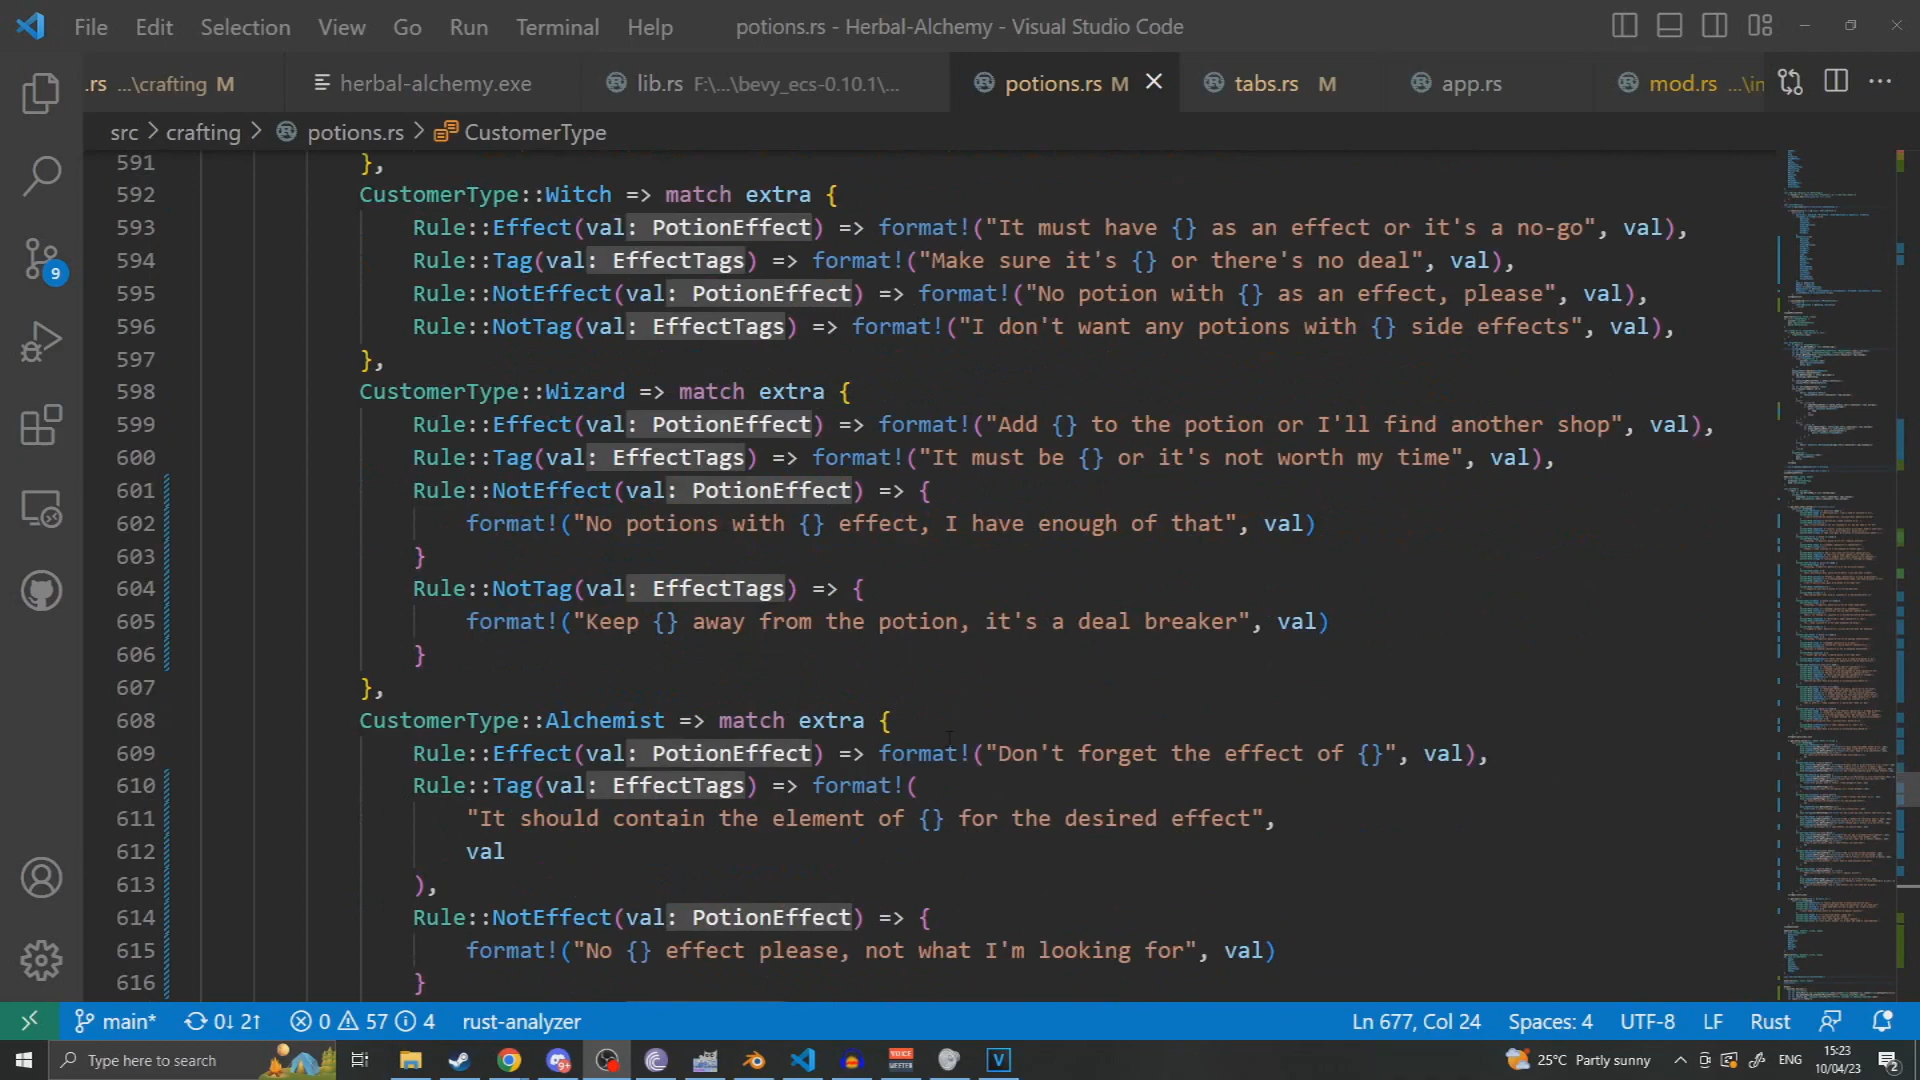 File Edit Selection View Go Run Terminal Help potions.rs - Herbal-Alchemy - Visual Studio Code
.rs ...\crafting M herbal-alchemy.exe lib.rs F:\...\bevy_ecs-0.10.1\... potions.rs M tabs.rs M app.rs mod.rs ...\in
src > crafting > potions.rs > CustomerType
591 },
592 CustomerType::Witch => match extra {
593 Rule::Effect(val: PotionEffect) => format!("It must have {} as an effect or it's a no-go", val),
594 Rule::Tag(val: EffectTags) => format!("Make sure it's {} or there's no deal", val),
595 Rule::NotEffect(val: PotionEffect) => format!("No potion with {} as an effect, please", val),
596 Rule::NotTag(val: EffectTags) => format!("I don't want any potions with {} side effects", val),
597 },
598 CustomerType::Wizard => match extra {
599 Rule::Effect(val: PotionEffect) => format!("Add {} to the potion or I'll find another shop", val),
600 Rule::Tag(val: EffectTags) => format!("It must be {} or it's not worth my time", val),
601 Rule::NotEffect(val: PotionEffect) => {
602 format!("No potions with {} effect, I have enough of that", val)
603 }
604 Rule::NotTag(val: EffectTags) => {
605 format!("Keep {} away from the potion, it's a deal breaker", val)
606 }
607 },
608 CustomerType::Alchemist => match extra {
609 Rule::Effect(val: PotionEffect) => format!("Don't forget the effect of {}", val),
610 Rule::Tag(val: EffectTags) => format!(
611 "It should contain the element of {} for the desired effect",
612 val
613 ),
614 Rule::NotEffect(val: PotionEffect) => {
615 format!("No {} effect please, not what I'm looking for", val)
616 }
9
main* 0↓ 2↑ 0 57 4 rust-analyzer Ln 677, Col 24 Spaces: 4 UTF-8 LF Rust
Type here to search 9+ VOICE V 25°C Partly sunny ENG 15:23
10/04/23 2